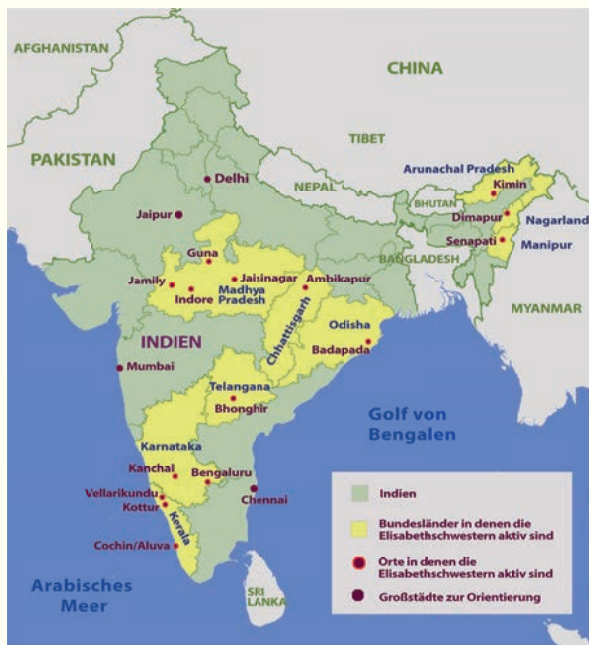 AFGHANISTAN
CHINA
TIBET
PAKISTAN
Delhi
NEPAL
Arunachal Pradesh
Kimin
BHUTAN
Jaipur
Dimapur
Nagarland
Guna
Senapati
Manipur
BANGLADESH
Jamily
Jaisinagar
Ambikapur
Indore
Madhya
Pradesh
MYANMAR
Chhattisgarh
INDIEN
Odisha
Badapada
Mumbai
Telangana
Bhonghir
Golf von
Bengalen
Karnataka
Kanchal
Bengaluru
Vellarikundu
Chennai
Kottur
Kerala
Cochin/Aluva
Arabisches
Meer
SRI
LANKA
Indien
Bundesländer in denen die
Elisabethschwestern aktiv sind
Orte in denen die
Elisabethschwestern aktiv sind
Großstädte zur Orientierung